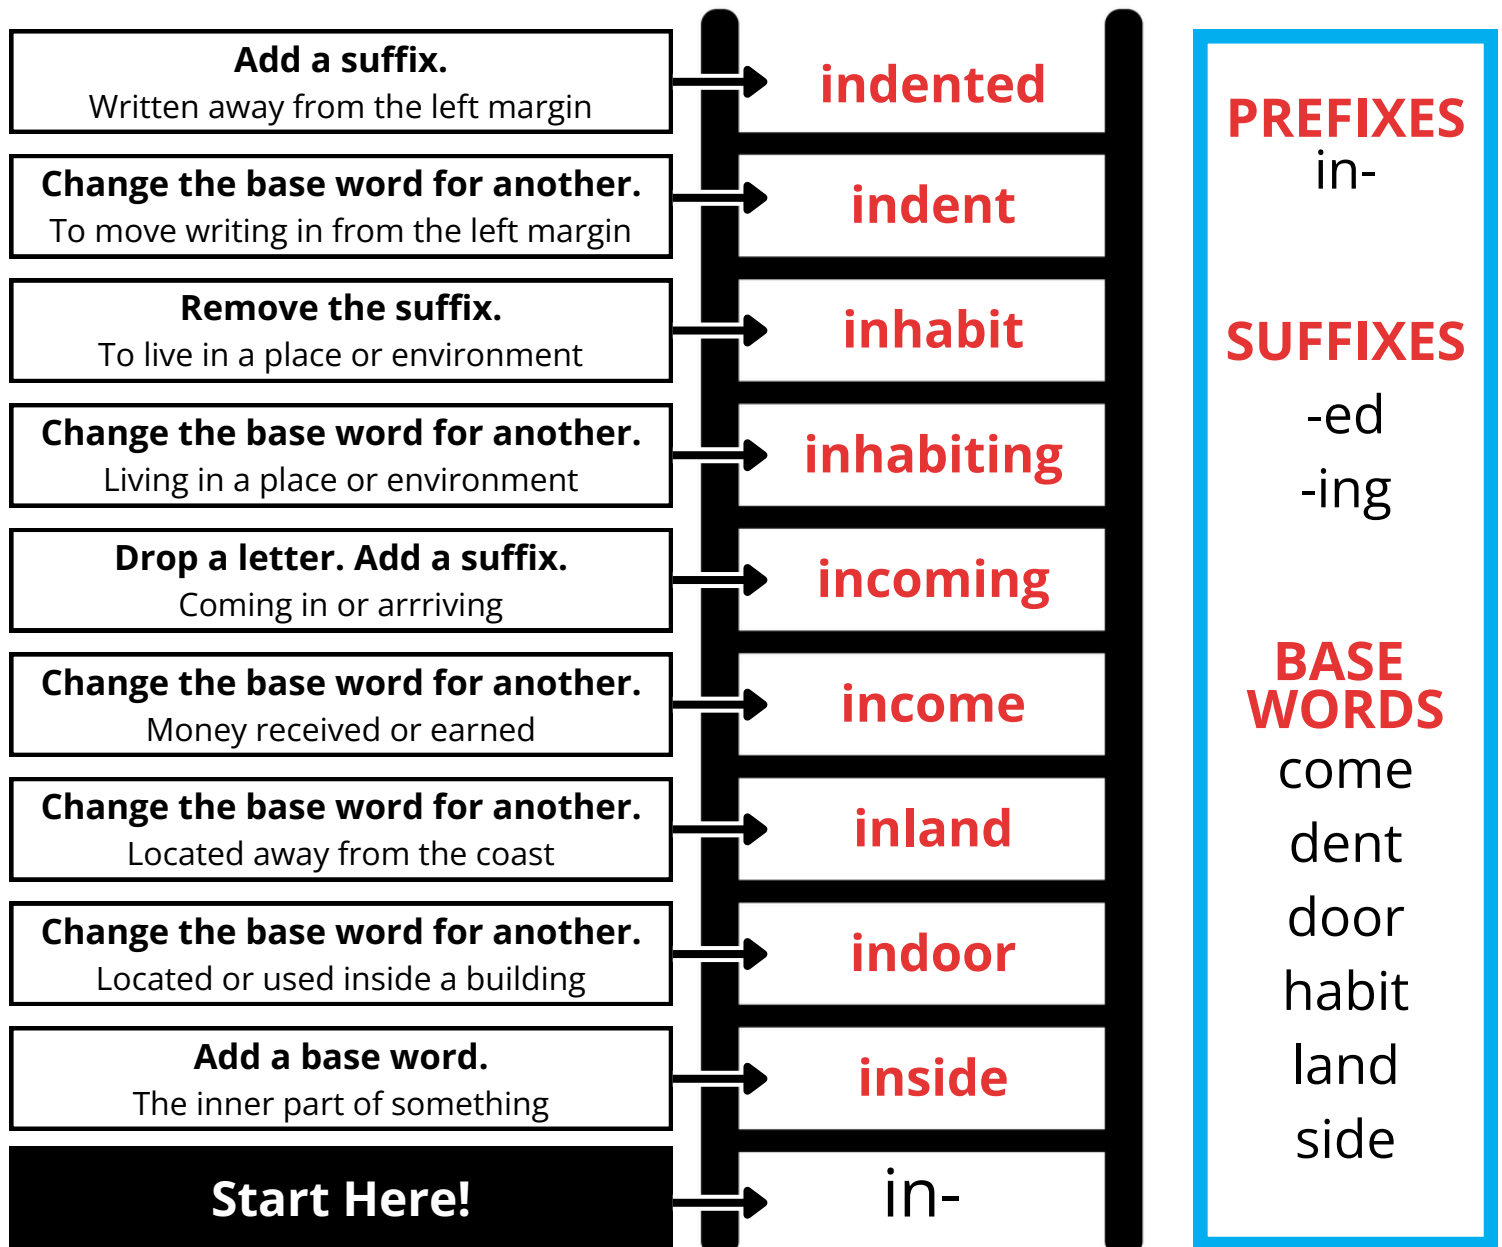 Add a suffix.
Written away from the left margin
indented
Change the base word for another.
To move writing in from the left margin
indent
Remove the suffix.
To live in a place or environment
inhabit
Change the base word for another.
Living in a place or environment
inhabiting
Drop a letter. Add a suffix.
Coming in or arrriving
incoming
Change the base word for another.
Money received or earned
income
Change the base word for another.
Located away from the coast
inland
Change the base word for another.
Located or used inside a building
indoor
Add a base word.
The inner part of something
inside
Start Here!
in-
PREFIXES
in-
SUFFIXES
-ed
-ing
BASE
WORDS
come
dent
door
habit
land
side